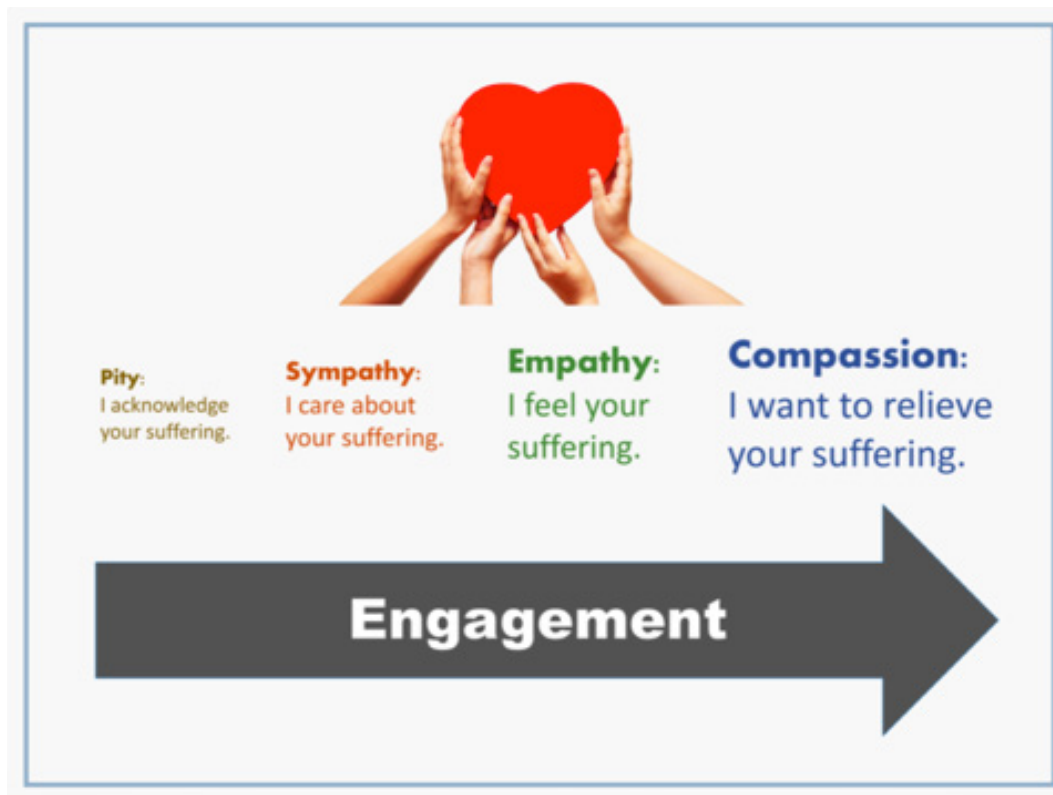 Pity:
I acknowledge
your suffering.
Sympathy:
I care about
your suffering.
Empathy:
I feel your
suffering.
Compassion:
I want to relieve
your suffering.
Engagement